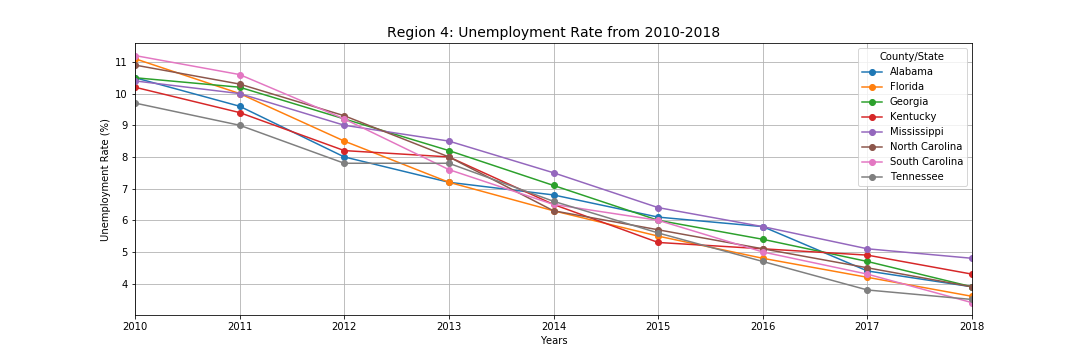 Region 4: Unemployment Rate from 2010-2018
County/State
Alabama
Florida
Georgia
Kentucky
Mississippi
North Carolina
South Carolina
Tennessee
Unemployment Rate (%)
11
10
9
8
7
6
5
4
2010 2011 2012 2013 2014 2015 2016 2017 2018
Years